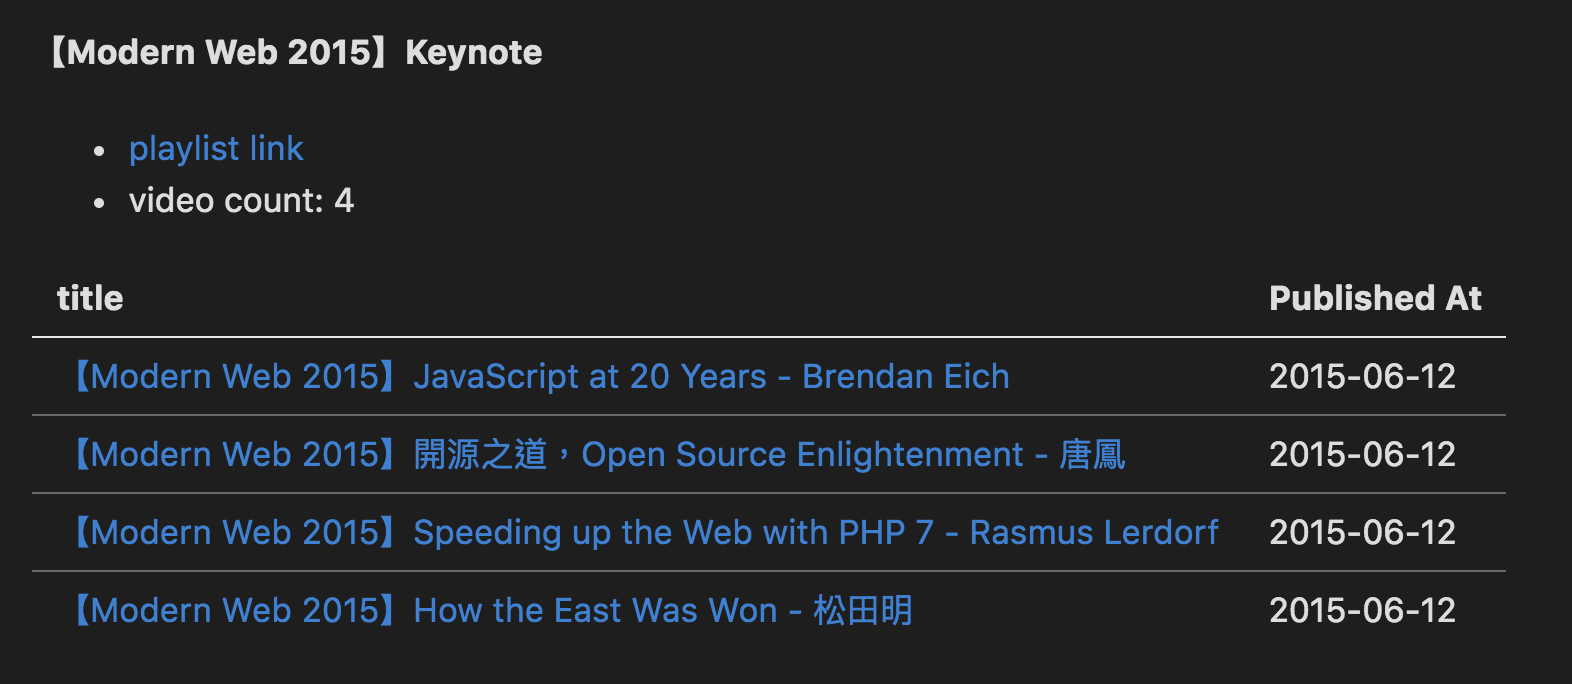 【Modern Web 2015】Keynote
playlist link
video count: 4
title Published At
【Modern Web 2015】JavaScript at 20 Years - Brendan Eich 2015-06-12
【Modern Web 2015】開源之道，Open Source Enlightenment - 唐鳳 2015-06-12
【Modern Web 2015】Speeding up the Web with PHP 7 - Rasmus Lerdorf 2015-06-12
【Modern Web 2015】How the East Was Won - 松田明 2015-06-12